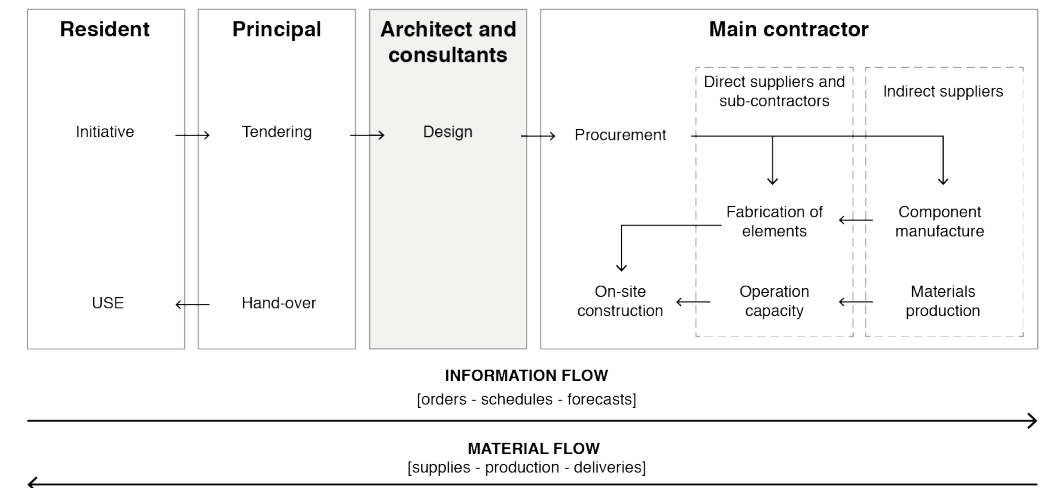 Resident
Principal
Architect and
consultants
Main contractor
Direct suppliers and
sub-contractors
Indirect suppliers
Initiative
Tendering
Design
Procurement
Fabrication of
elements
Component
manufacture
USE
Hand-over
On-site
construction
Operation
capacity
Materials
production
INFORMATION FLOW
[orders - schedules - forecasts]
MATERIAL FLOW
[supplies - production - deliveries]